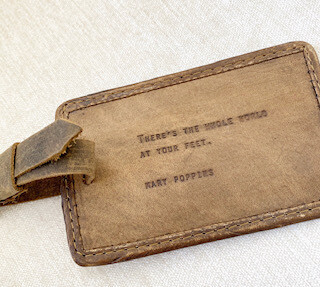 THERE'S THE WHOLE WORLD
AT YOUR FEET.
MARY POPPINS